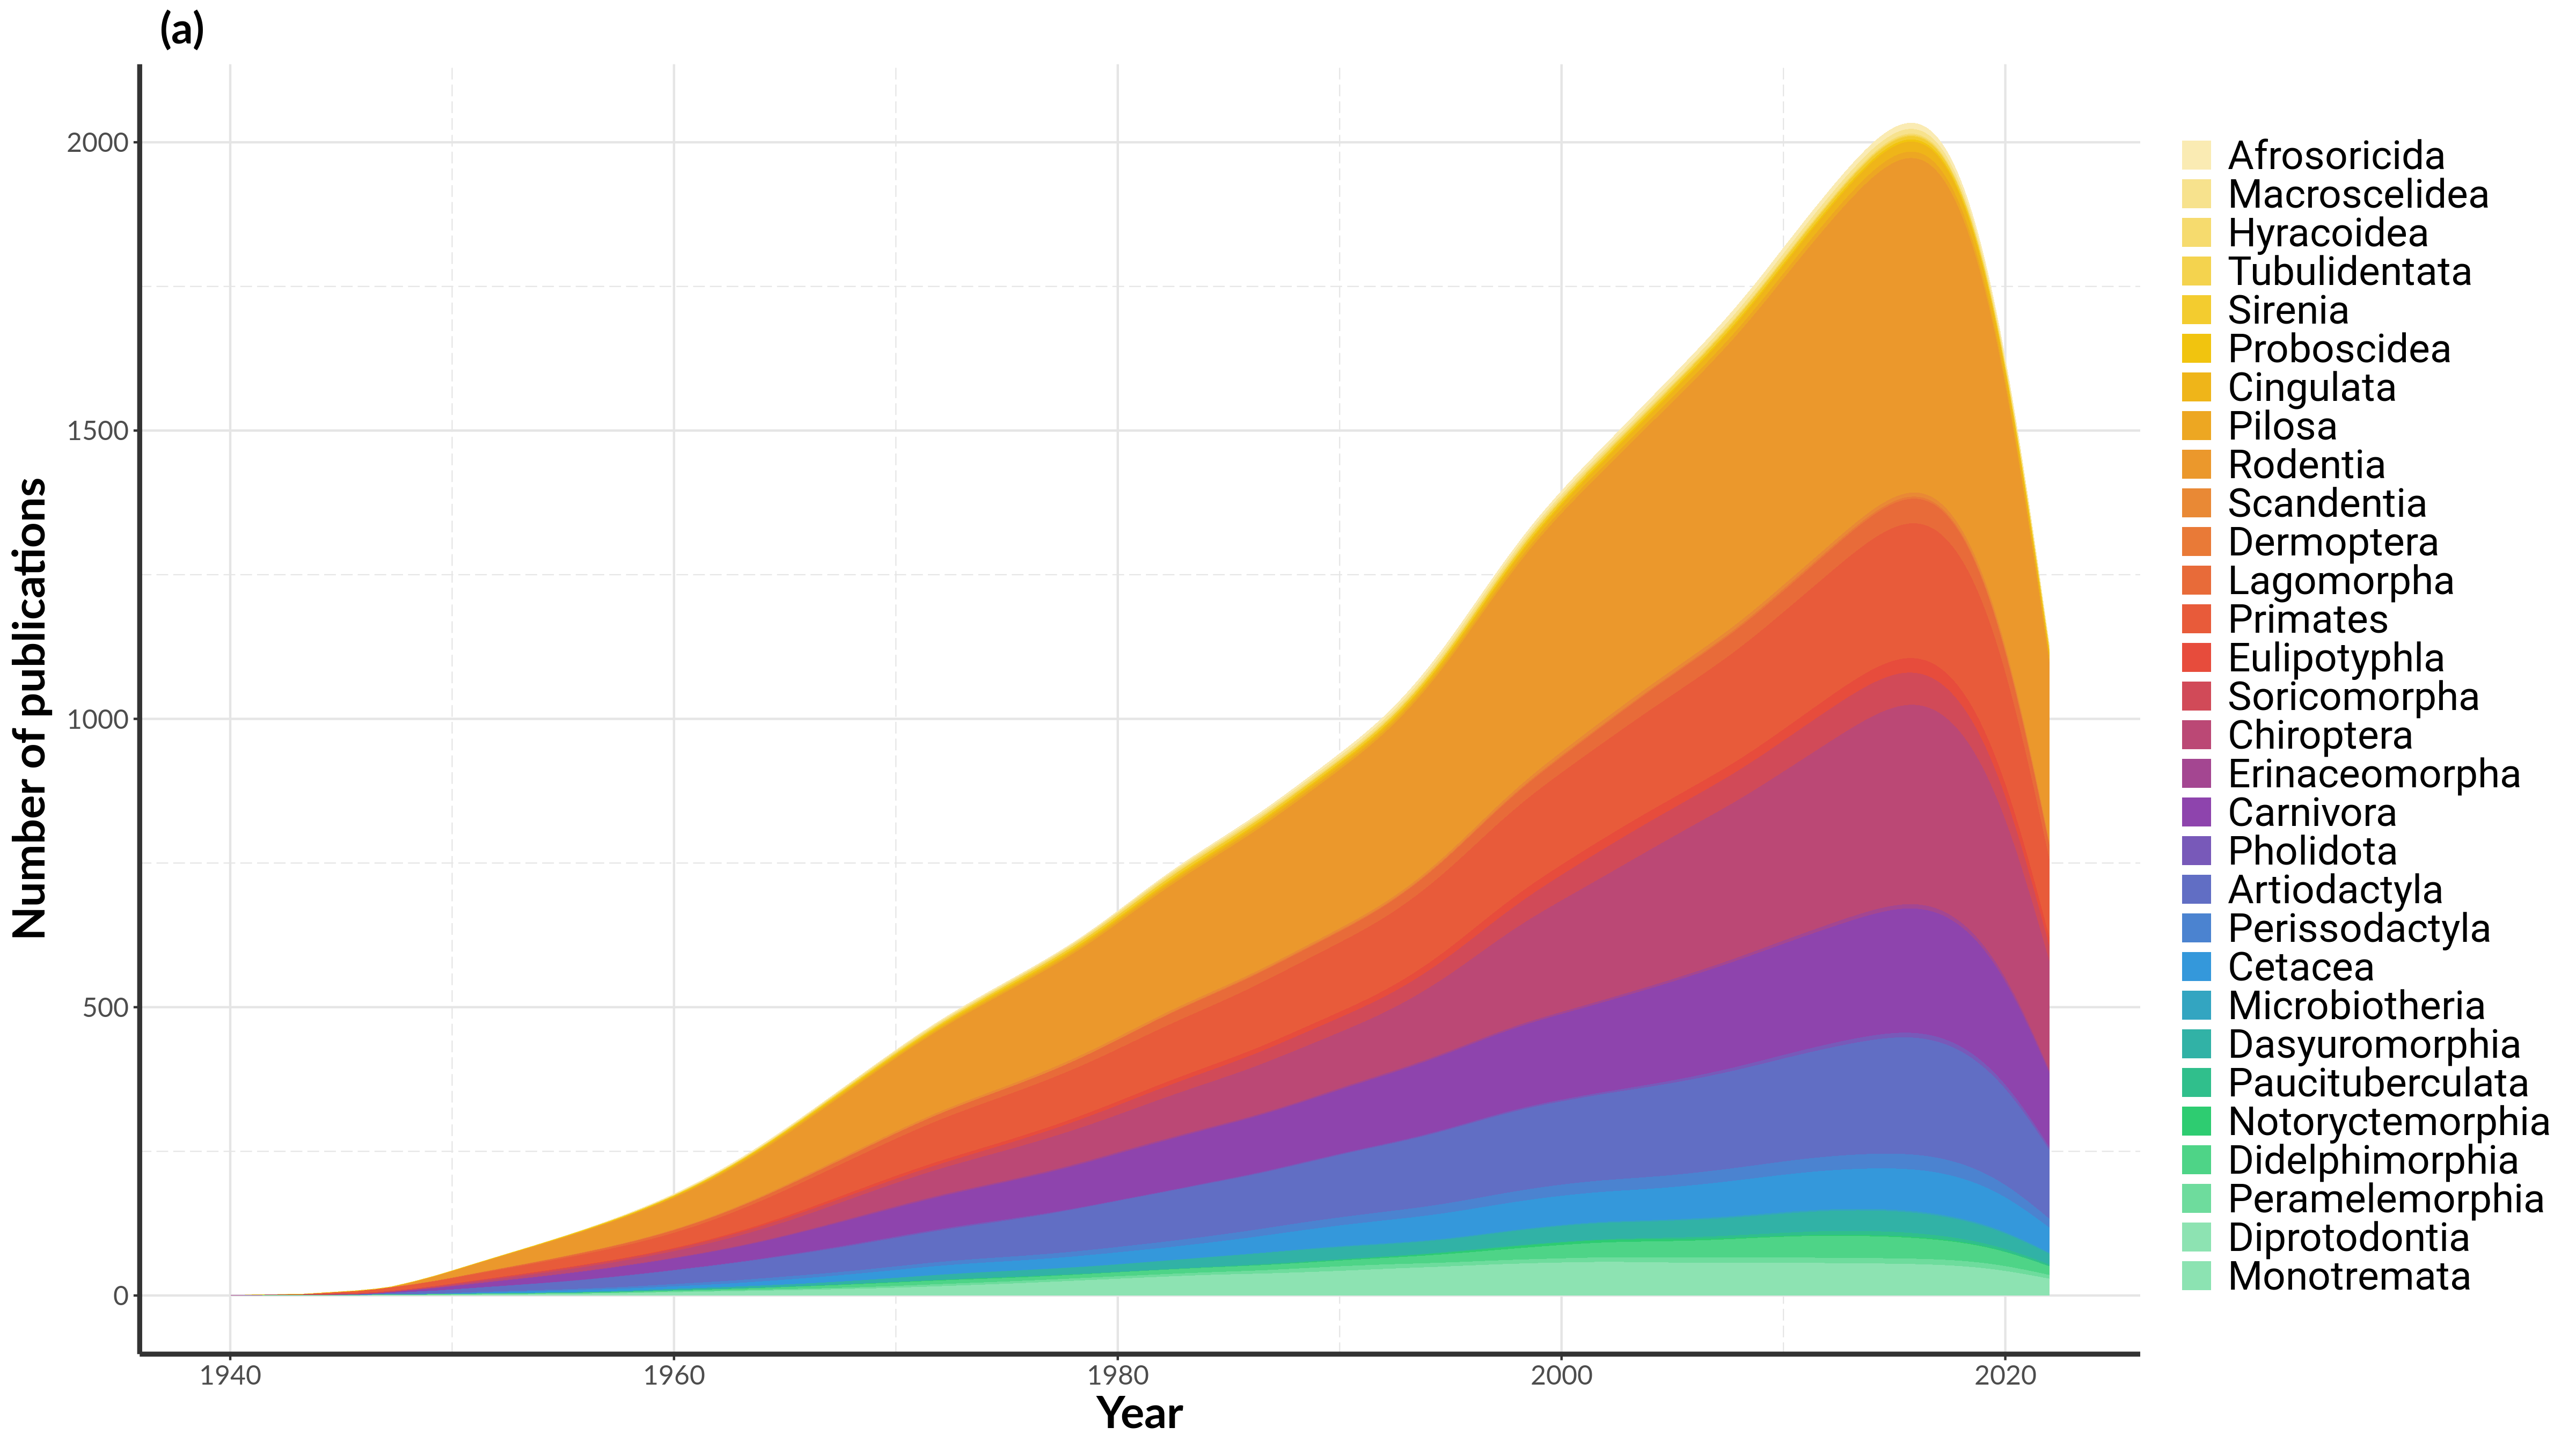 (a)
Number of publications
2000
1500
1000
500
0
1940
1960
1980
2000
2020
Year
Afrosoricida
Macroscelidea
Hyracoidea
Tubulidentata
Sirenia
Proboscidea
Cingulata
Pilosa
Rodentia
Scandentia
Dermoptera
Lagomorpha
Primates
Eulipotyphla
Soricomorpha
Chiroptera
Erinaceomorpha
Carnivora
Pholidota
Artiodactyla
Perissodactyla
Cetacea
Microbiotheria
Dasyuromorphia
Paucituberculata
Notoryctemorphia
Didelphimorphia
Peramelemorphia
Diprotodontia
Monotremata